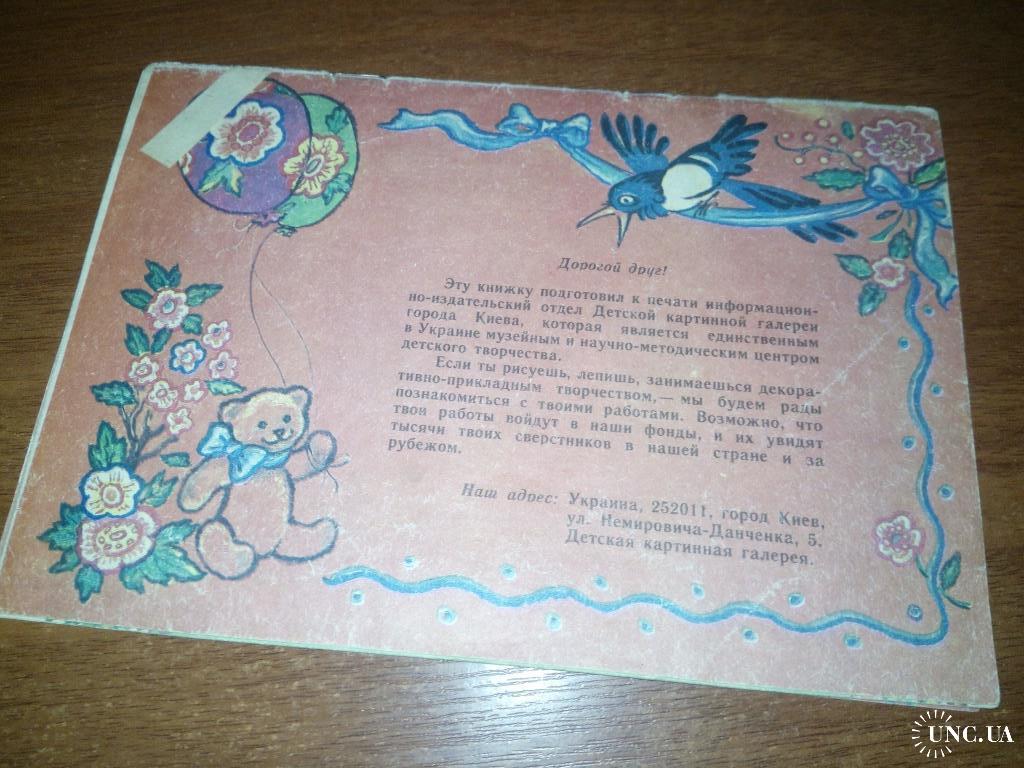 Дорогой друг!
Эту книжку подготовил к печати информацион-
но-издательский отдел Детской картинной галереи
города Киева, которая является единственным
в Украине музейным и научно-методическим центром
детского творчества.
Если ты рисуешь, лепишь, занимаешься декора-
тивно-прикладным творчеством,— мы будем рады
познакомиться с твоими работами. Возможно, что
твои работы войдут в наши фонды, и их увидят
тысячи твоих сверстников в нашей стране и за
рубежом.
Наш адрес: Украина, 252011, город Киев,
ул. Немировича-Данченка, 5.
Детская картинная галерея.
UNC.UA